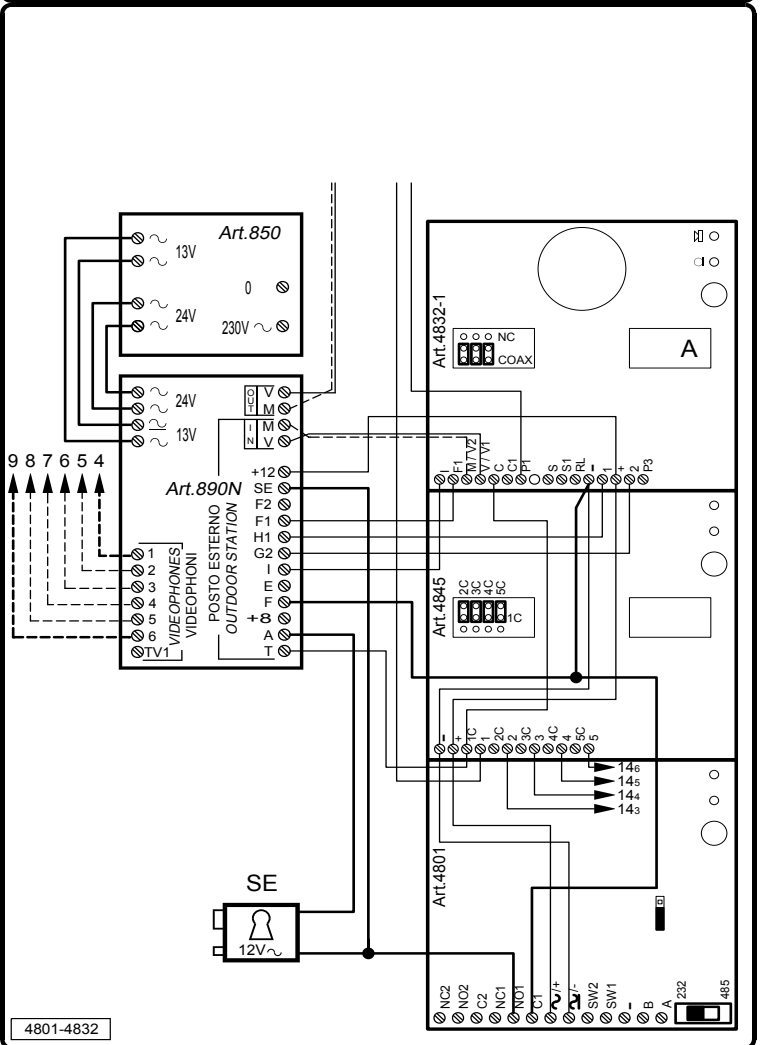 Art.850
13V
0
24V
230V
Art.4832-1
NC
COAX
A
I
F1
M / V2
V / V1
C
C1
P1
S
S1
RL
–
1
+
2
P3
24V
13V
OUT
V
M
IN
M
V
Art.890N
+12
SE
F2
F1
H1
G2
I
E
F
+8
A
T
POSTO ESTERNO
OUTDOOR STATION
9 8 7 6 5 4
1
2
3
4
5
6
TV1
VIDEOPHONES
VIDEOPHONI
Art.4845
2C
3C
4C
5C
1C
–
+
1C
1
2C
2
3C
3
4C
4
5C
5
146
145
144
143
Art.4801
SE
12V
NC2
NO2
C2
NC1
NO1
C1
/+
/-
SW2
SW1
–
B
A
232
485
4801-4832